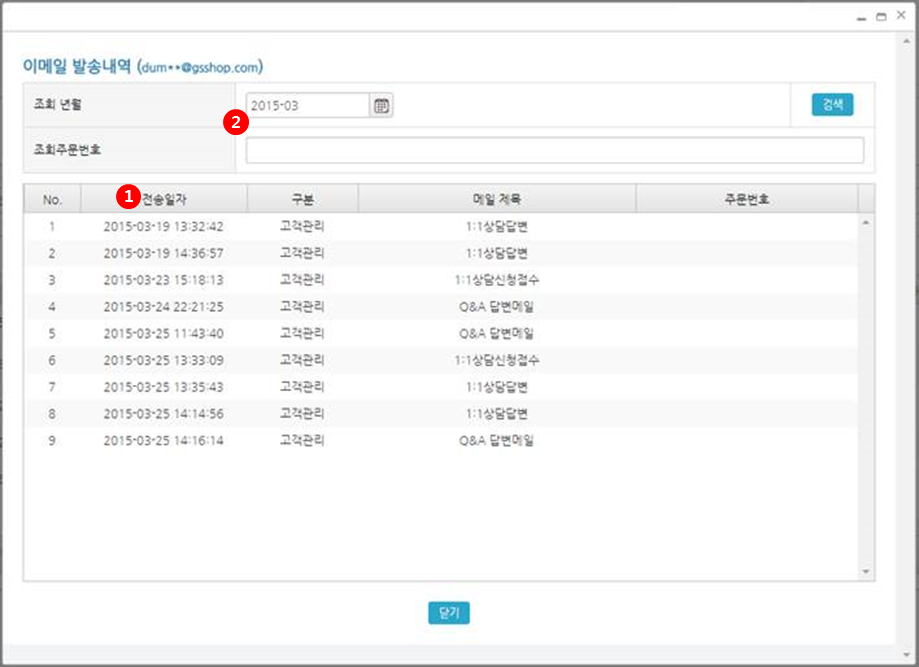 이메일 발송내역 (dum**@gsshop.com)
조회 년월 2015-03 검색
2
조회주문번호
No. 1 전송일자 구분 메일 제목 주문번호
1 2015-03-19 13:32:42 고객관리 1:1상담답변
2 2015-03-19 14:36:57 고객관리 1:1상담답변
3 2015-03-23 15:18:13 고객관리 1:1상담신청접수
4 2015-03-24 22:21:25 고객관리 Q&A 답변메일
5 2015-03-25 11:43:40 고객관리 Q&A 답변메일
6 2015-03-25 13:33:09 고객관리 1:1상담신청접수
7 2015-03-25 13:35:43 고객관리 1:1상담답변
8 2015-03-25 14:14:56 고객관리 1:1상담답변
9 2015-03-25 14:16:14 고객관리 Q&A 답변메일
닫기